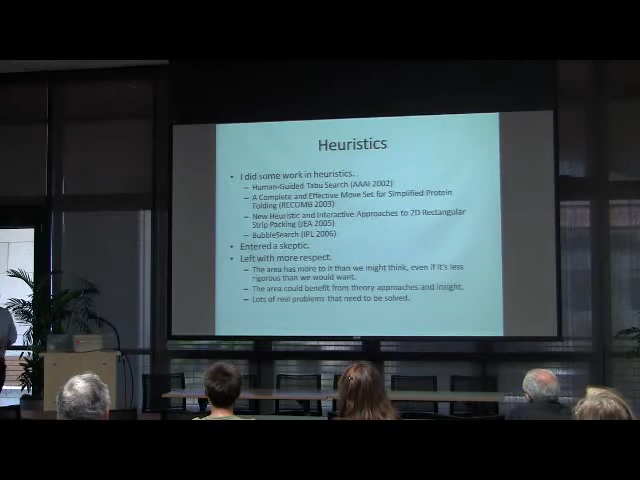 Heuristics
• I did some work in heuristics.
– Human-Guided Tabu Search (AAAI 2002)
– A Complete and Effective Move Set for Simplified Protein
Folding (RECOMB 2003)
– New Heuristic and Interactive Approaches to 2D Rectangular
Strip Packing (JEA 2005)
– BubbleSearch (IPL 2006)
• Entered a skeptic.
• Left with more respect.
– The area has more to it than we might think, even if it's less
rigorous than we would want.
– The area could benefit from theory approaches and insight.
– Lots of real problems that need to be solved.